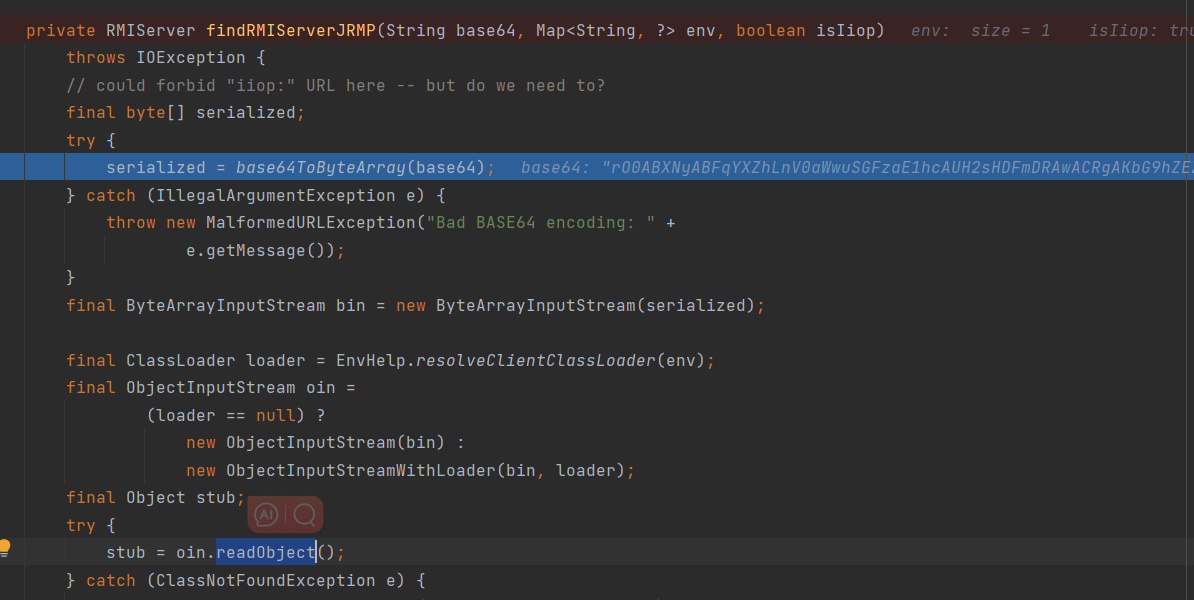 private RMIServer findRMIServerJRMP(String base64, Map<String, ?> env, boolean isIiop)   env:  size = 1    isIiop: tru
    throws IOException {
    // could forbid "iiop:" URL here -- but do we need to?
    final byte[] serialized;
    try {
        serialized = base64ToByteArray(base64);   base64: "rO0ABXNyABFqYXZhLnV0aWwuSGFzaE1hcAUH2sHDFmDRAwACRgAKbG9hZE
    } catch (IllegalArgumentException e) {
        throw new MalformedURLException("Bad BASE64 encoding: " +
                e.getMessage());
    }
    final ByteArrayInputStream bin = new ByteArrayInputStream(serialized);
    final ClassLoader loader = EnvHelp.resolveClientClassLoader(env);
    final ObjectInputStream oin =
            (loader == null) ?
                new ObjectInputStream(bin) :
                new ObjectInputStreamWithLoader(bin, loader);
    final Object stub;
AI
    try {
        stub = oin.readObject();
    } catch (ClassNotFoundException e) {